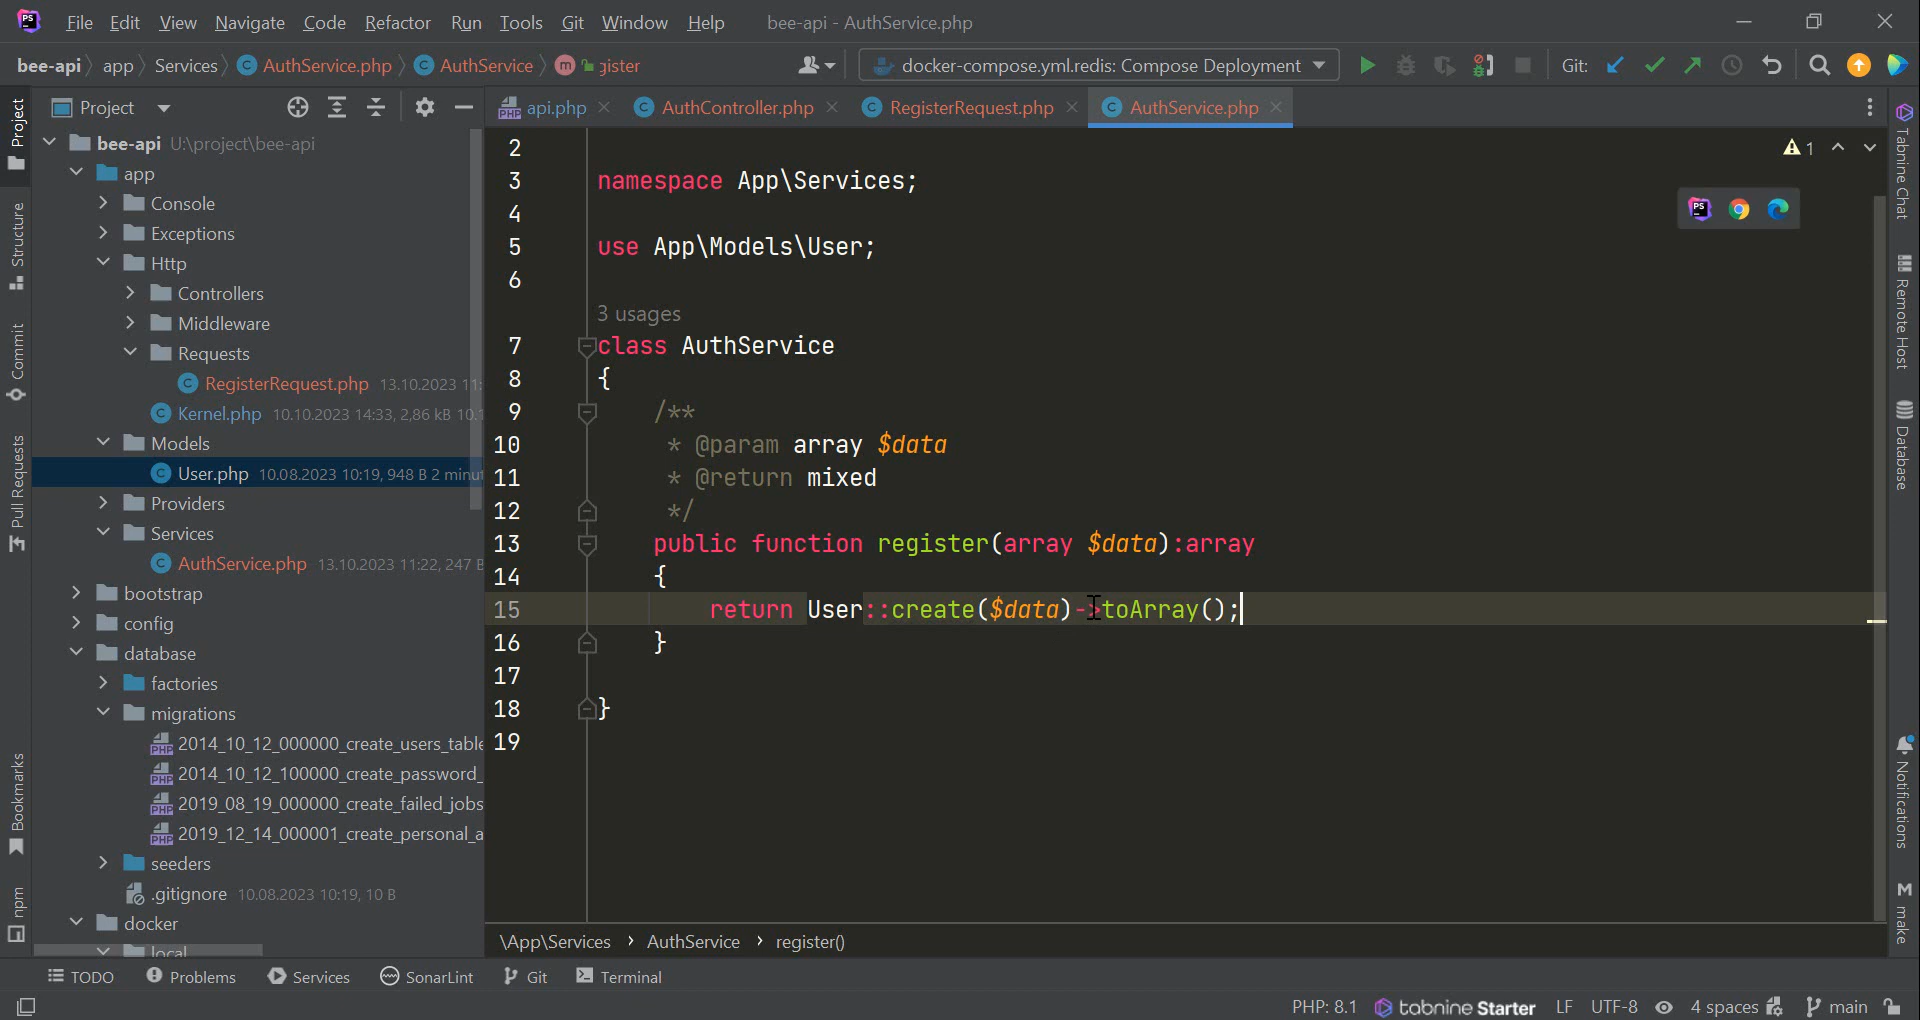 File Edit View Navigate Code Refactor Run Tools Git Window Help bee-api - AuthService.php
bee-api app Services AuthService.php AuthService m gister
docker-compose.yml.redis: Compose Deployment Git:
Project
api.php AuthController.php RegisterRequest.php AuthService.php
bee-api U:\project\bee-api
app
Console
Exceptions
Http
Controllers
Middleware
Requests
RegisterRequest.php 13.10.2023 11:
Kernel.php 10.10.2023 14:33, 2,86 kB 10.1
Models
User.php 10.08.2023 10:19, 948 B 2 minut
Providers
Services
AuthService.php 13.10.2023 11:22, 247 B
bootstrap
config
database
factories
migrations
2014_10_12_000000_create_users_table
2014_10_12_100000_create_password_
2019_08_19_000000_create_failed_jobs
2019_12_14_000001_create_personal_a
seeders
.gitignore 10.08.2023 10:19, 10 B
docker
local
Project
Structure
Commit
Pull Requests
Bookmarks
npm
2
3 namespace App\Services;
4
5 use App\Models\User;
6
3 usages
7 class AuthService
8 {
9 /**
10 * @param array $data
11 * @return mixed
12 */
13 public function register(array $data):array
14 {
15 return User::create($data)->toArray();
16 }
17
18 }
19
1
Tabnine Chat
Remote Host
Database
Notifications
M make
\App\Services › AuthService › register()
TODO Problems Services SonarLint Git Terminal
PHP: 8.1 tabnine Starter LF UTF-8 4 spaces main